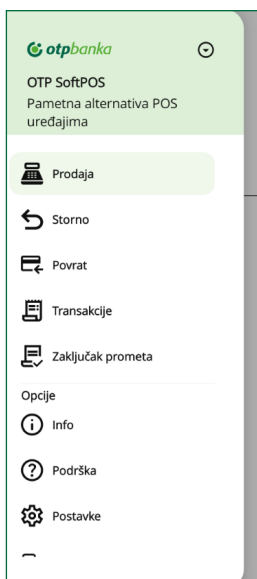 otpbanka
OTP SoftPOS
Pametna alternativa POS
uređajima
Prodaja
Storno
Povrat
Transakcije
Zaključak prometa
Opcije
Info
Podrška
Postavke